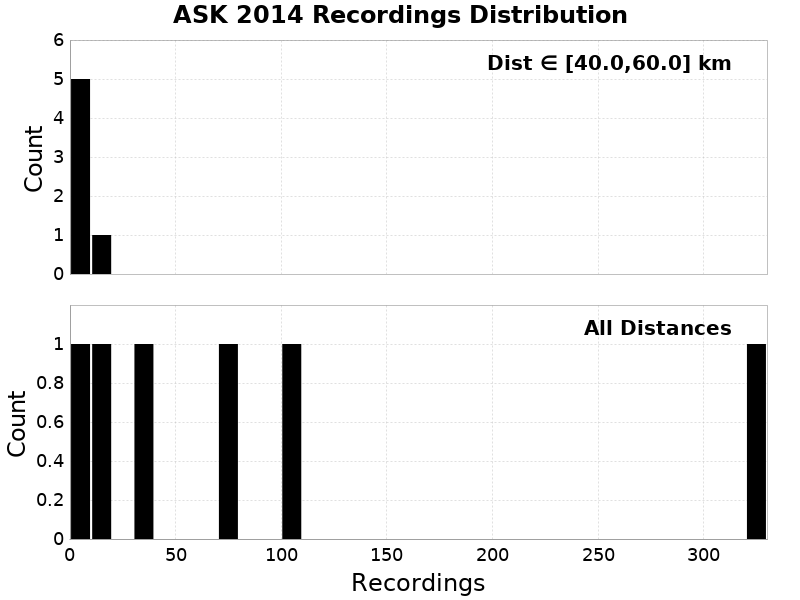 ASK 2014 Recordings Distribution
Dist ∈ [40.0,60.0] km
Count
6
5
4
3
2
1
0
All Distances
Count
1
0.8
0.6
0.4
0.2
0
0 50 100 150 200 250 300
Recordings